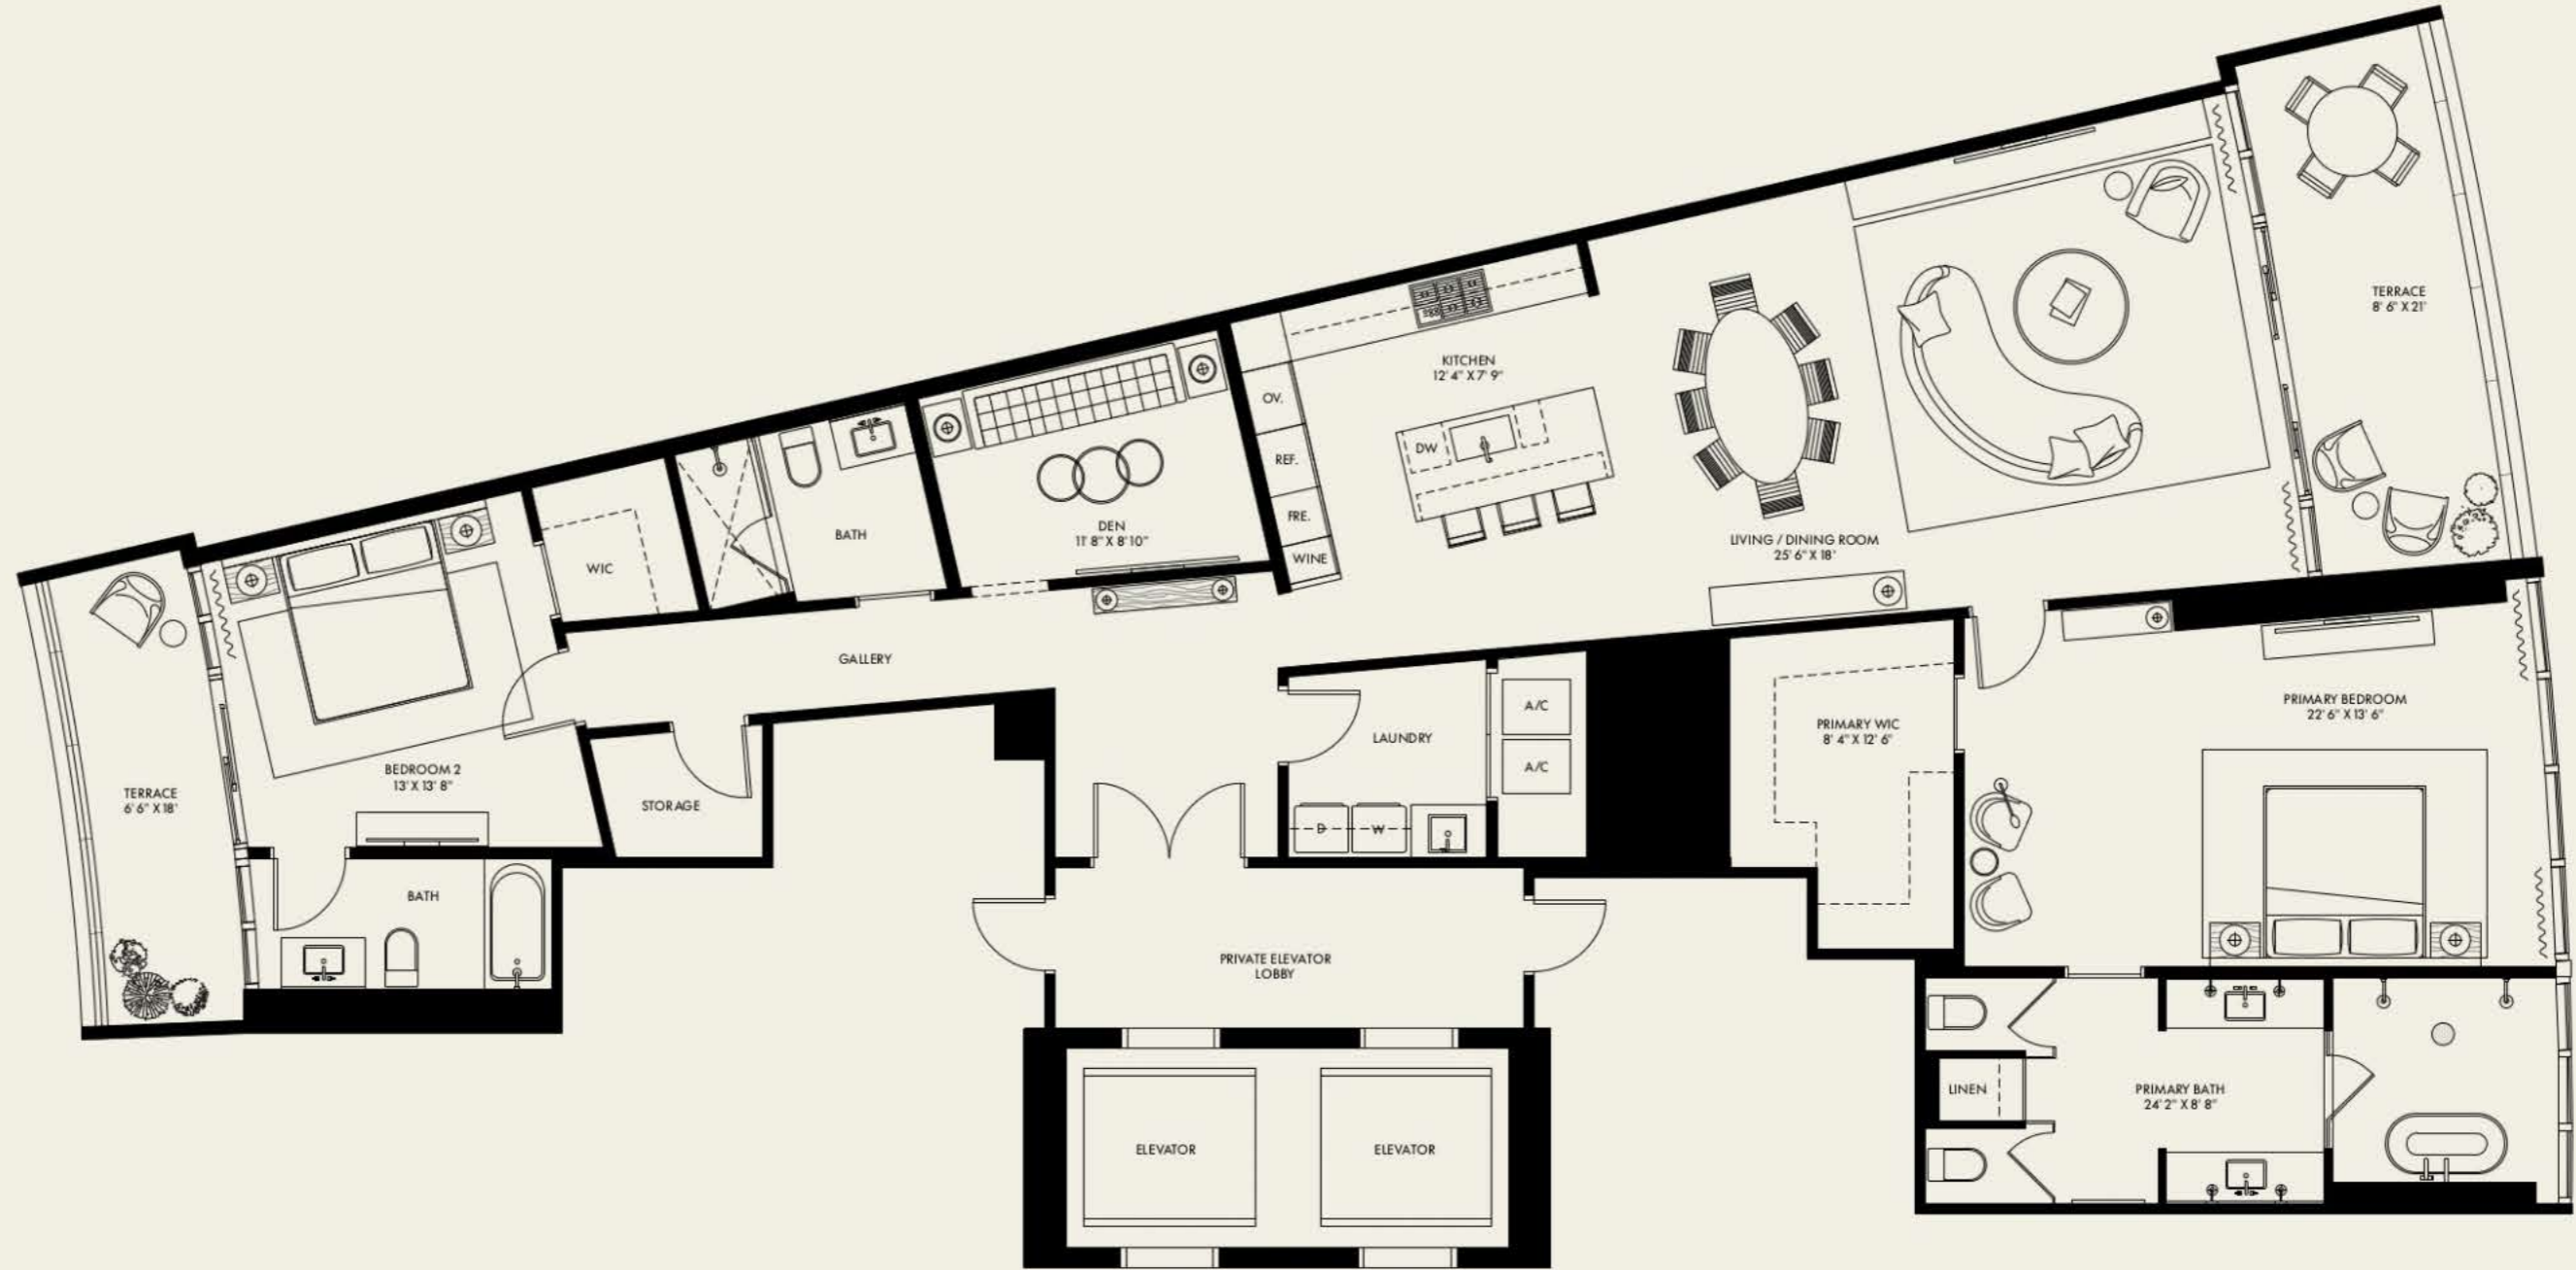 TERRACE
8' 6" X 21'
KITCHEN
12' 4" X 7' 9"
OV.
REF.
FRE.
WINE
DW
LIVING / DINING ROOM
25' 6" X 18'
DEN
11' 8" X 8' 10"
BATH
WIC
GALLERY
BEDROOM 2
13' X 13' 8"
TERRACE
6' 6" X 18'
STORAGE
BATH
LAUNDRY
D
W
A/C
A/C
PRIMARY WIC
8' 4" X 12' 6"
PRIMARY BEDROOM
22' 6" X 13' 6"
PRIVATE ELEVATOR
LOBBY
ELEVATOR
ELEVATOR
LINEN
PRIMARY BATH
24' 2" X 8' 8"